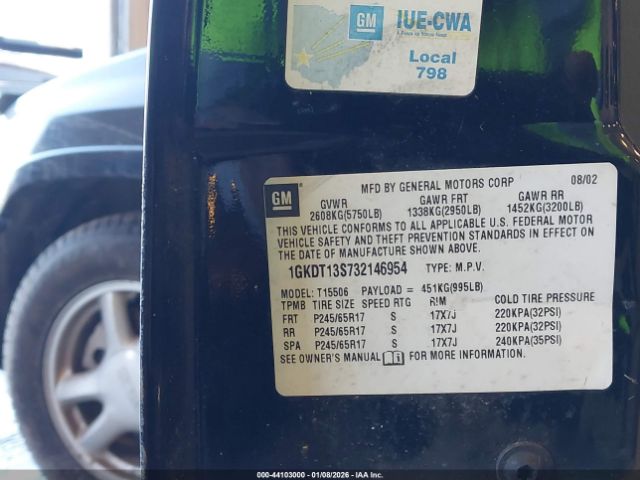 GM
IUE-CWA
Local
798
GM
MFD BY GENERAL MOTORS CORP
08/02
GVWR
GAWR FRT
GAWR RR
2608KG(5750LB)
1338KG(2950LB)
1452KG(3200LB)
THIS VEHICLE CONFORMS TO ALL APPLICABLE U.S. FEDERAL MOTOR
VEHICLE SAFETY AND THEFT PREVENTION STANDARDS IN EFFECT ON
THE DATE OF MANUFACTURE SHOWN ABOVE.
1GKDT13S732146954 TYPE: M.P.V.
MODEL: T15506 PAYLOAD = 451KG(995LB)
TPMB TIRE SIZE SPEED RTG RIM COLD TIRE PRESSURE
FRT P245/65R17 S 17X7J 220KPA(32PSI)
RR P245/65R17 S 17X7J 220KPA(32PSI)
SPA P245/65R17 S 17X7J 240KPA(35PSI)
SEE OWNER'S MANUAL FOR MORE INFORMATION.
000-44103000 - 01/08/2026 - IAA Inc.